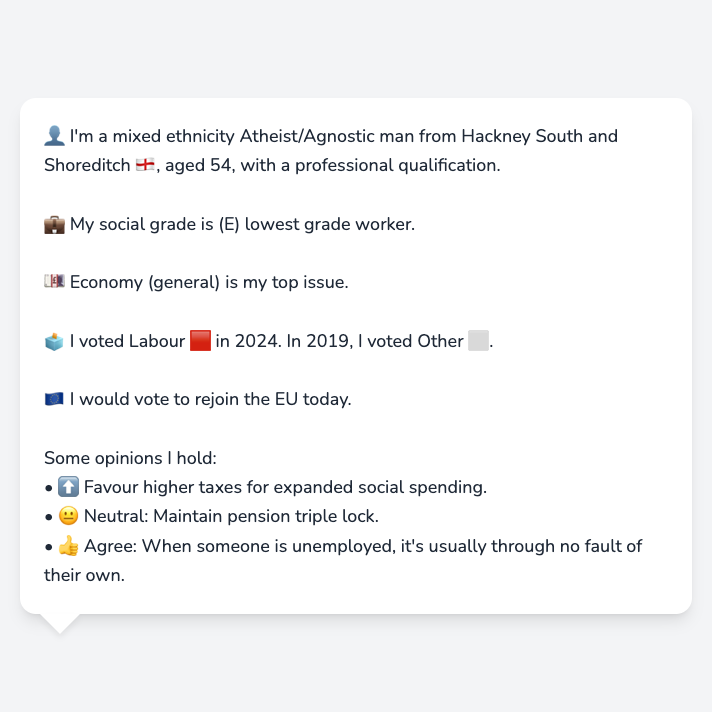 👤 I'm a mixed ethnicity Atheist/Agnostic man from Hackney South and
Shoreditch 🏴󠁧󠁢󠁥󠁮󠁧󠁿, aged 54, with a professional qualification.
💼 My social grade is (E) lowest grade worker.
💷 Economy (general) is my top issue.
🗳️ I voted Labour 🟥 in 2024. In 2019, I voted Other ⬜.
🇪🇺 I would vote to rejoin the EU today.
Some opinions I hold:
• ⬆️ Favour higher taxes for expanded social spending.
• 😐 Neutral: Maintain pension triple lock.
• 👍 Agree: When someone is unemployed, it's usually through no fault of
their own.